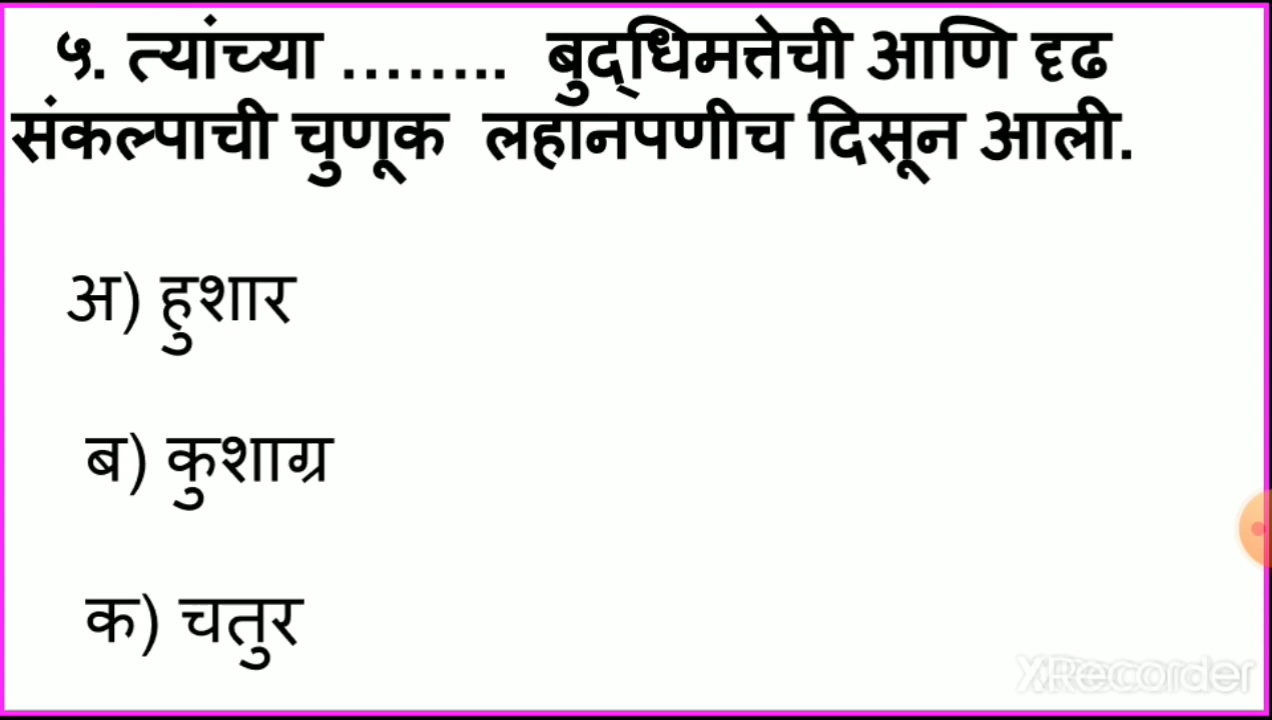 ५. त्यांच्या ........ बुद्‌धिमत्तेची आणि दृढ
संकल्पाची चुणूक लहानपणीच दिसून आली.
अ) हुशार
ब) कुशाग्र
क) चतुर
XRecorder